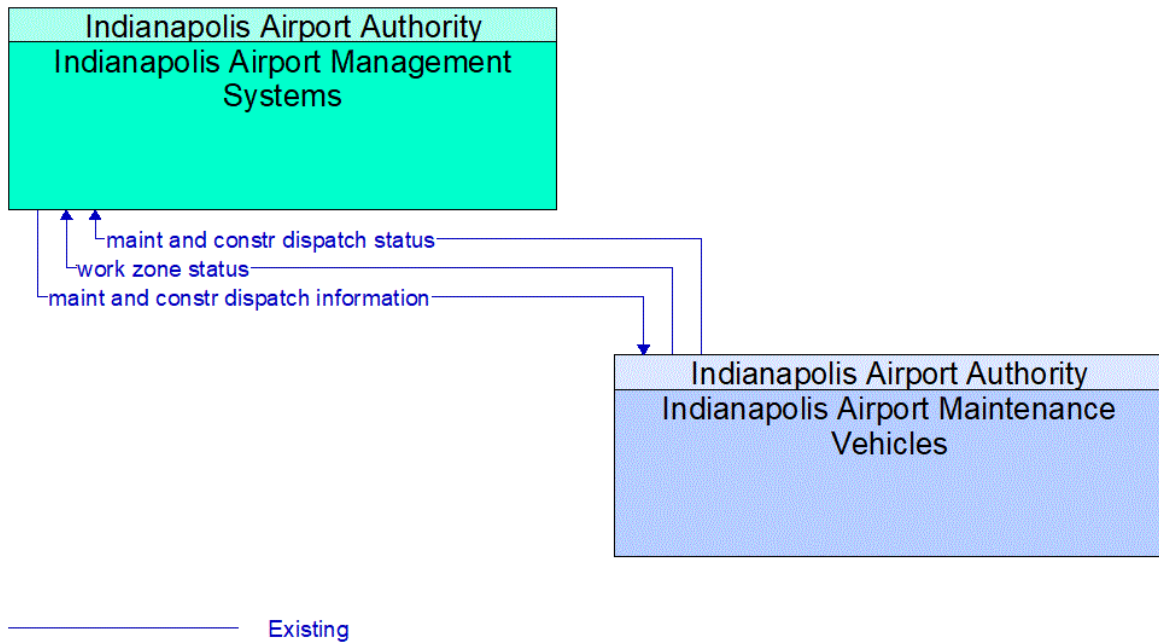 Indianapolis Airport Authority
Indianapolis Airport Management
Systems
maint and constr dispatch status
work zone status
maint and constr dispatch information
Indianapolis Airport Authority
Indianapolis Airport Maintenance
Vehicles
Existing